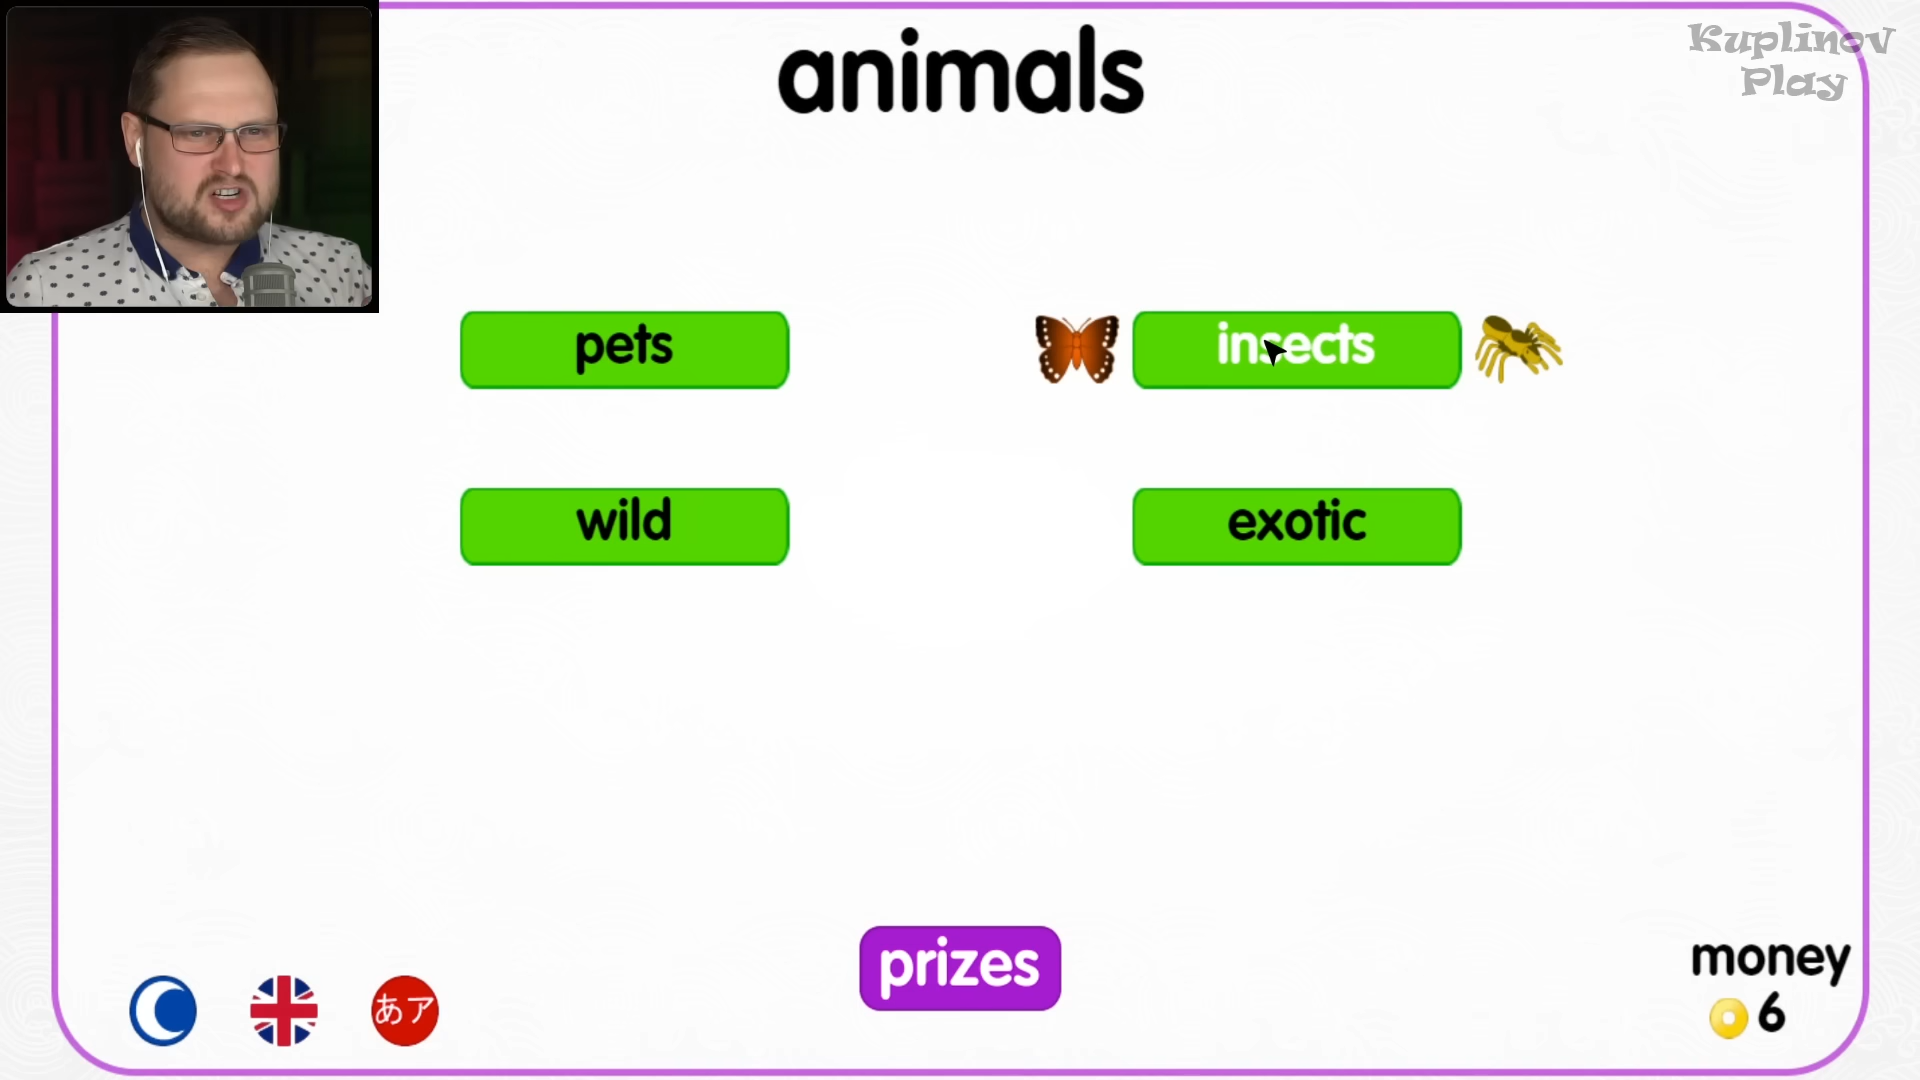 animals
Kuplinov
Play
pets
insects
wild
exotic
prizes
money
6
あア